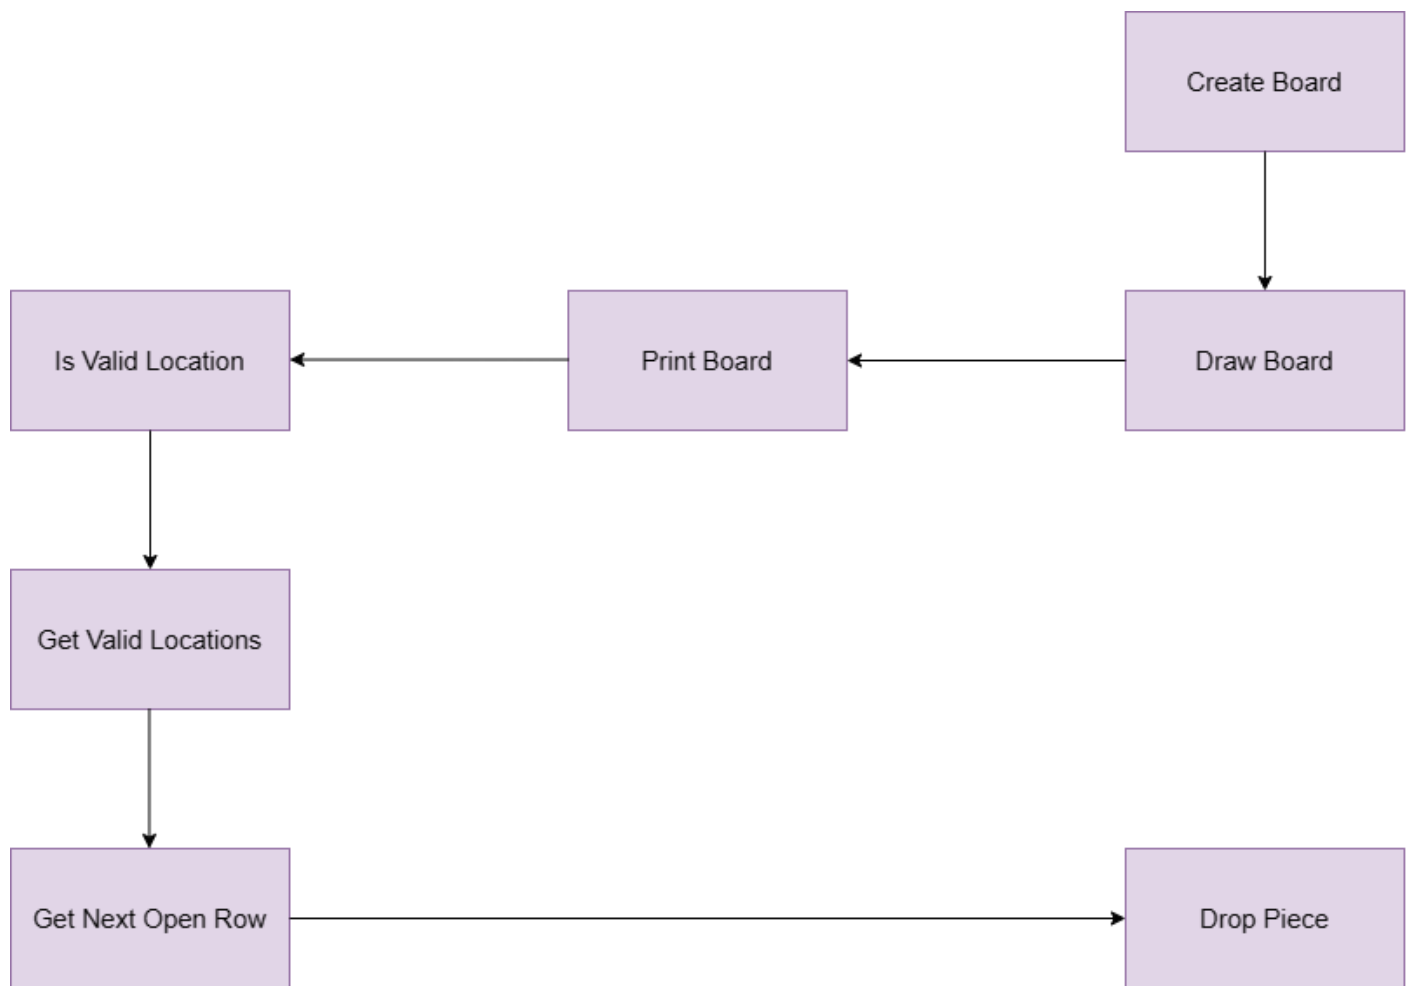 Create Board
Is Valid Location
Print Board
Draw Board
Get Valid Locations
Get Next Open Row
Drop Piece